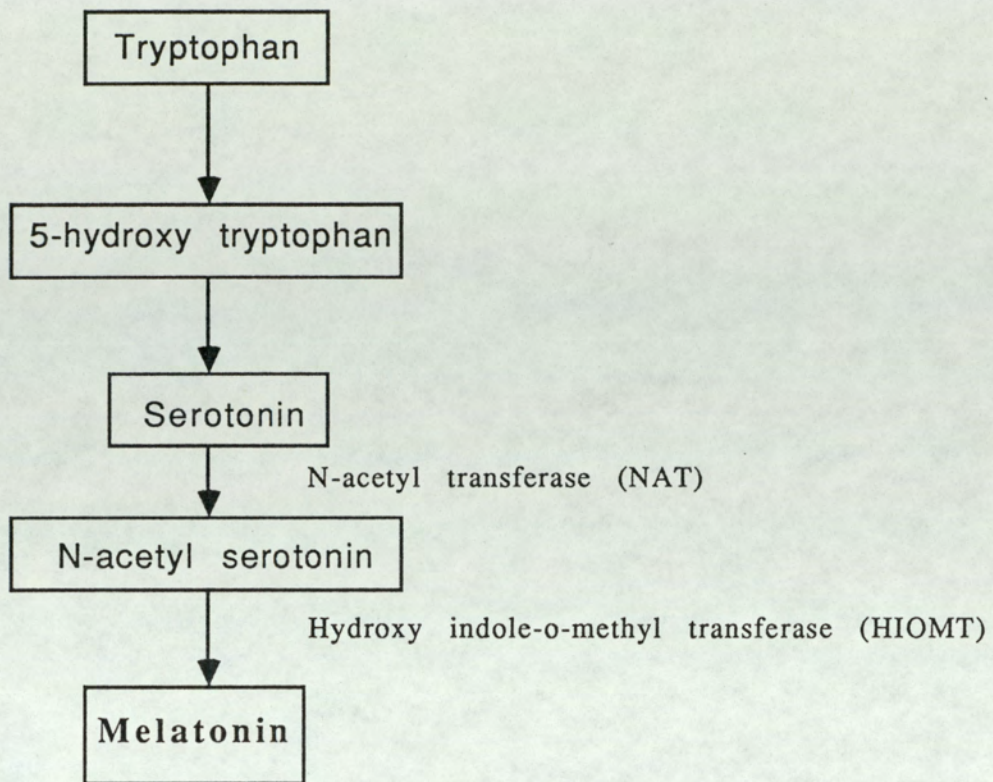 Tryptophan
5-hydroxy tryptophan
Serotonin
N-acetyl transferase (NAT)
N-acetyl serotonin
Hydroxy indole-o-methyl transferase (HIOMT)
Melatonin